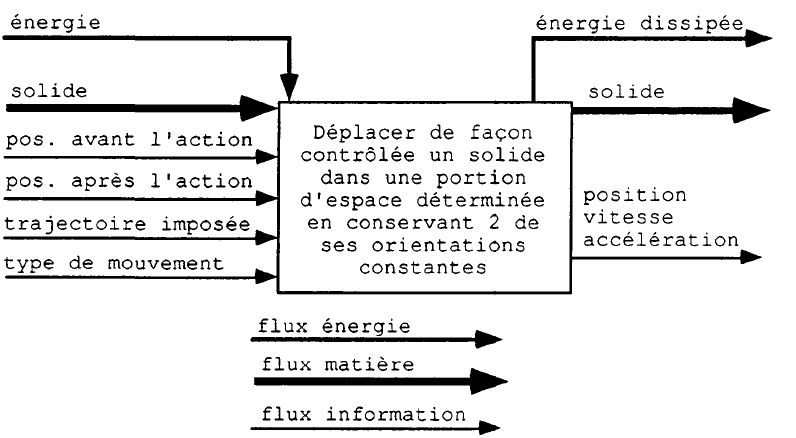 énergie
énergie dissipée
solide
solide
pos. avant l'action
pos. après l'action
trajectoire imposée
type de mouvement
Déplacer de façon
contrôlée un solide
dans une portion
d'espace déterminée
en conservant 2 de
ses orientations
constantes
position
vitesse
accélération
flux énergie
flux matière
flux information